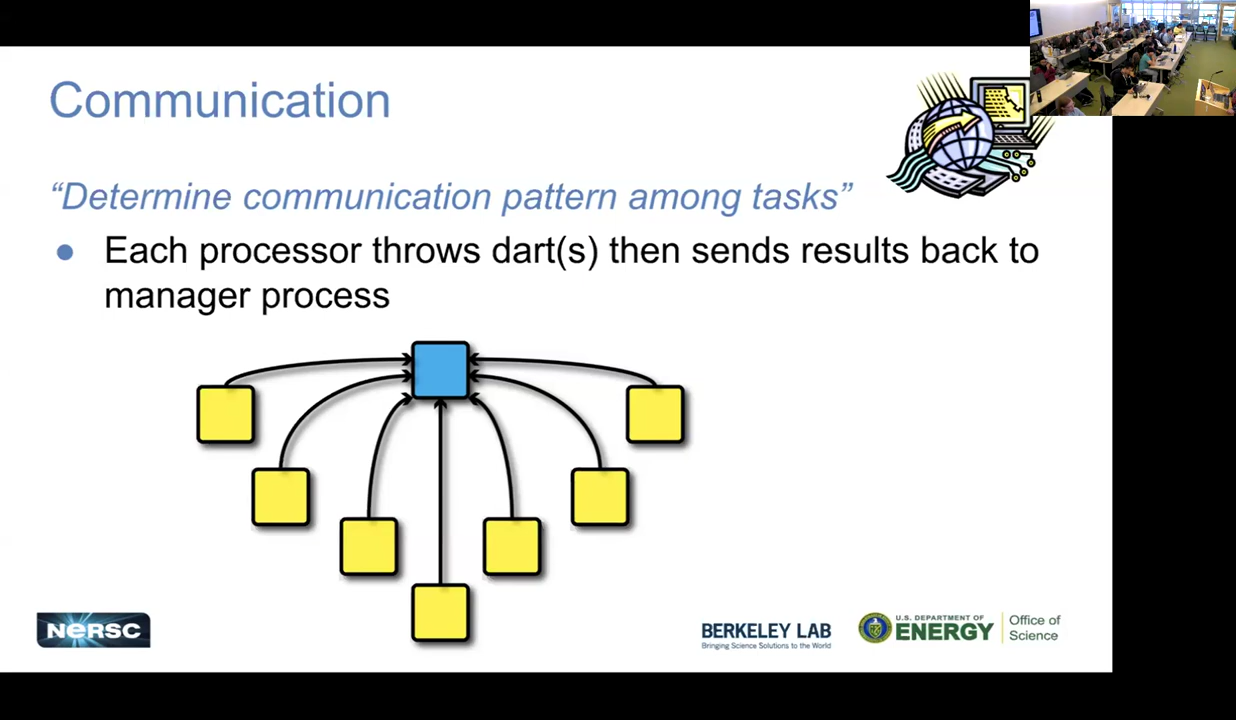 Communication
“Determine communication pattern among tasks”
● Each processor throws dart(s) then sends results back to
manager process
NERSC
BERKELEY LAB
Bringing Science Solutions to the World
U.S. DEPARTMENT OF
ENERGY
Office of
Science